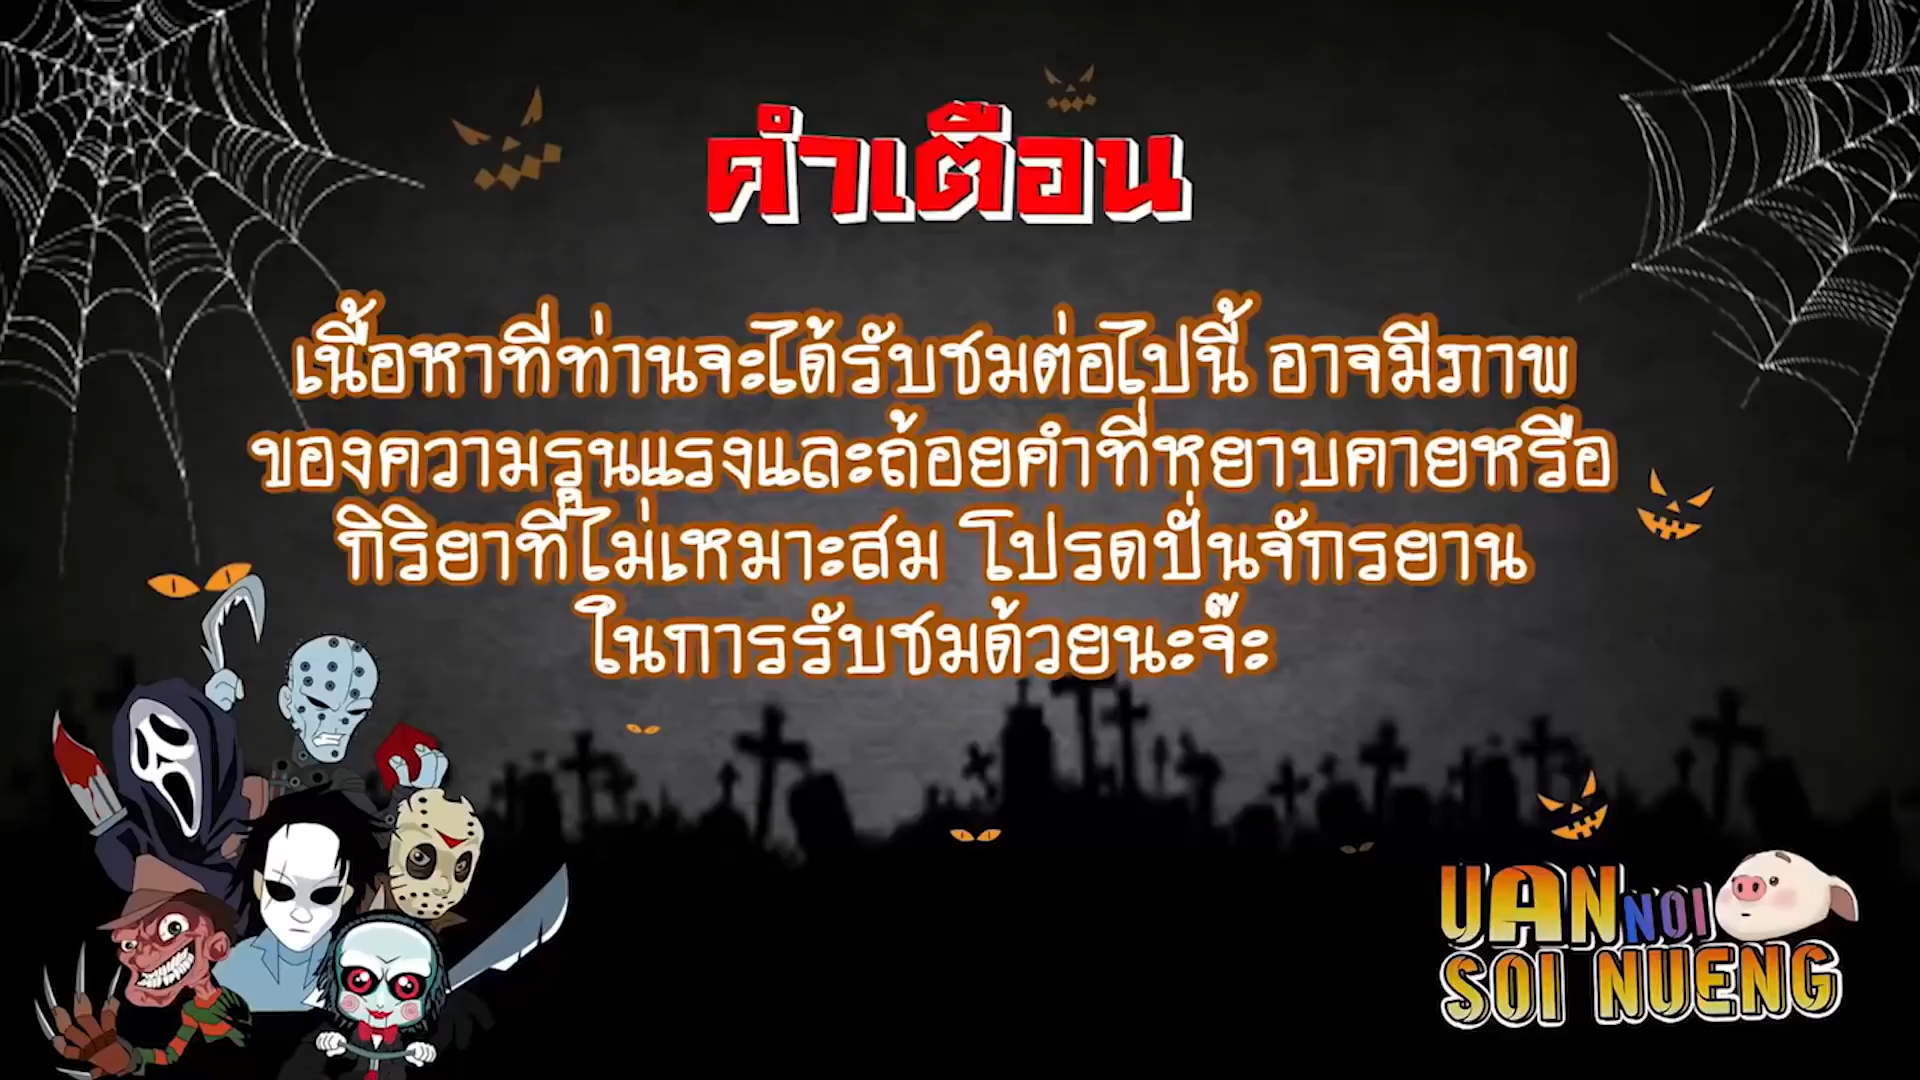 คำเตือน
เนื้อหาที่ท่านจะได้รับชมต่อไปนี้ อาจมีภาพ
ของความรุนแรงและถ้อยคำที่หยาบคายหรือ
กิริยาที่ไม่เหมาะสม โปรดปั่นจักรยาน
ในการรับชมด้วยนะจ๊ะ
UAN NOI
SOI NUENG